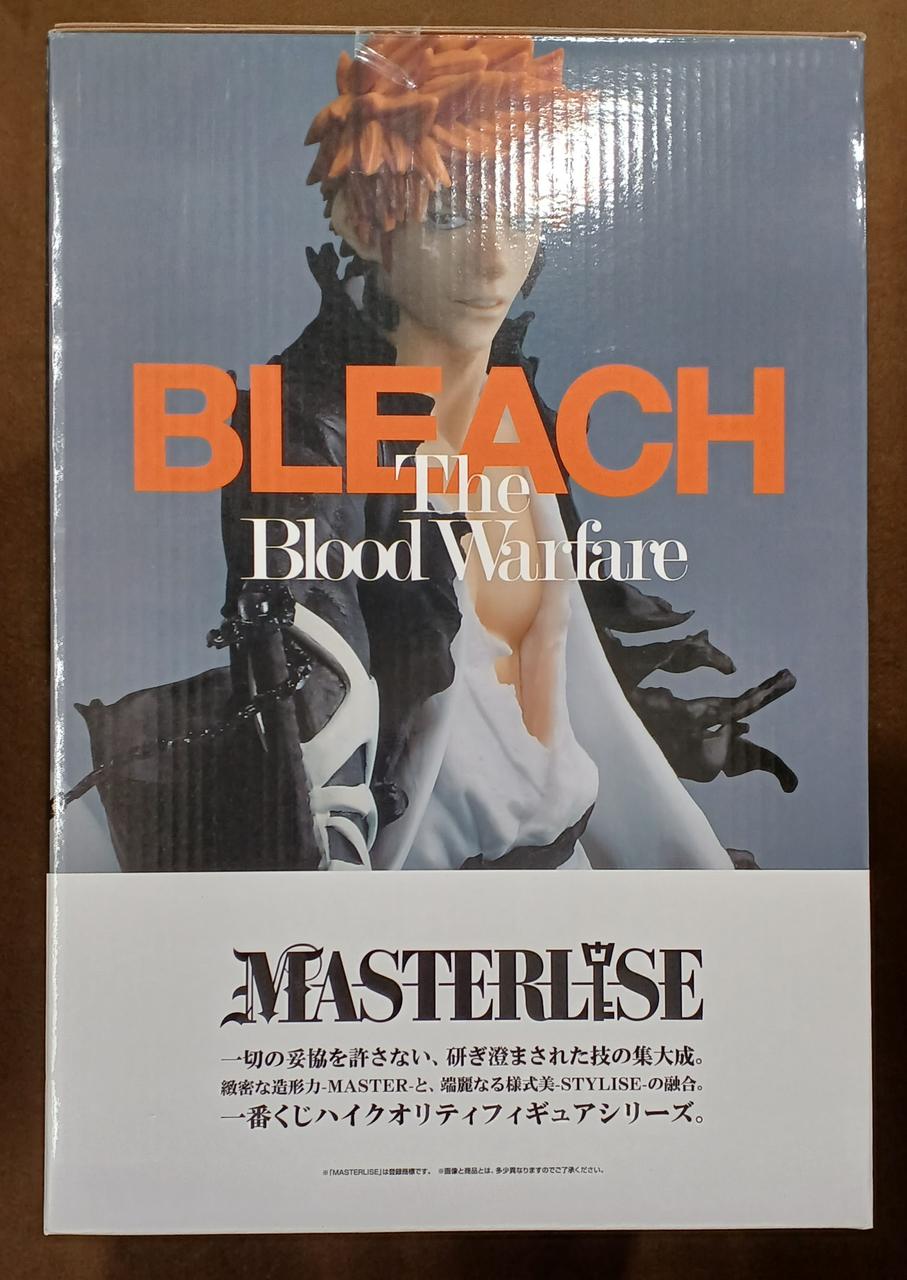 BLEACH
The
Blood Warfare
MASTERLISE
一切の妥協を許さない、研ぎ澄まされた技の集大成。
緻密な造形力-MASTER-と、端麗なる様式美-STYLISE-の融合。
一番くじハイクオリティフィギュアシリーズ。
※「MASTERLISE」は登録商標です。 ※画像と商品とは、多少異なりますのでご了承ください。